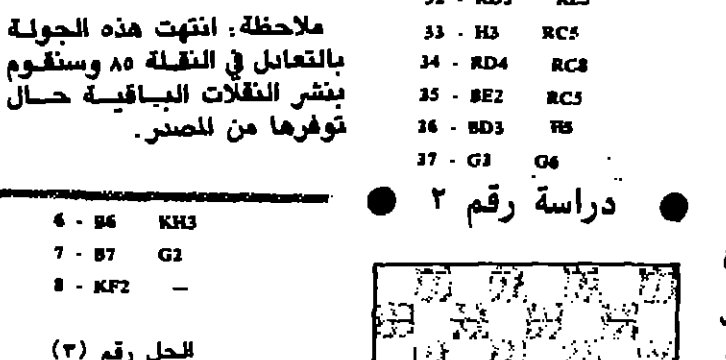 ملاحظة: انتهت هذه الجولة
بالتعادل في النقلة ٨٥ وسنقوم
بنشر النقلات الباقية حال
توفرها من المصدر.
6 - B6 KH3
7 - B7 G2
8 - KF2 —
الحل رقم (٣)
33 - H3 RC5
34 - RD4 RC8
35 - BE2 RC5
36 - BD3 H5
37 - G3 G6
● دراسة رقم ٢ ●